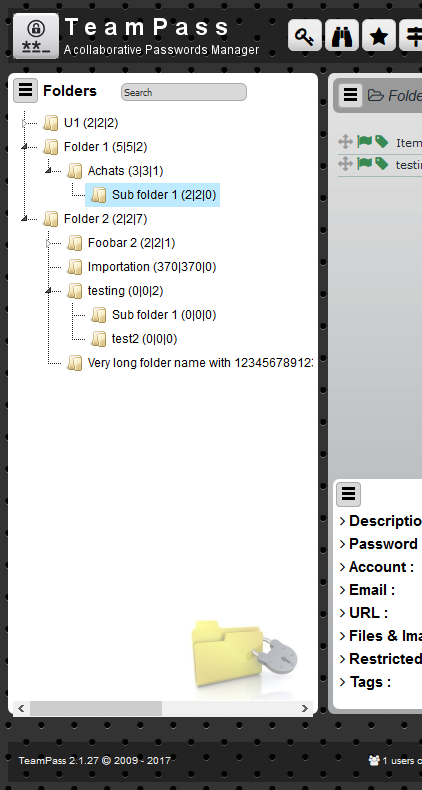 TeamPass
A collaborative Passwords Manager
Folders
Search
U1 (2|2|2)
Folder 1 (5|5|2)
Achats (3|3|1)
Sub folder 1 (2|2|0)
Folder 2 (2|2|7)
Foobar 2 (2|2|1)
Importation (370|370|0)
testing (0|0|2)
Sub folder 1 (0|0|0)
test2 (0|0|0)
Very long folder name with 123456789123
Folde
Item
testin
Descriptio
Password
Account :
Email :
URL :
Files & Ima
Restricted
Tags :
TeamPass 2.1.27 © 2009 - 2017
1 users o